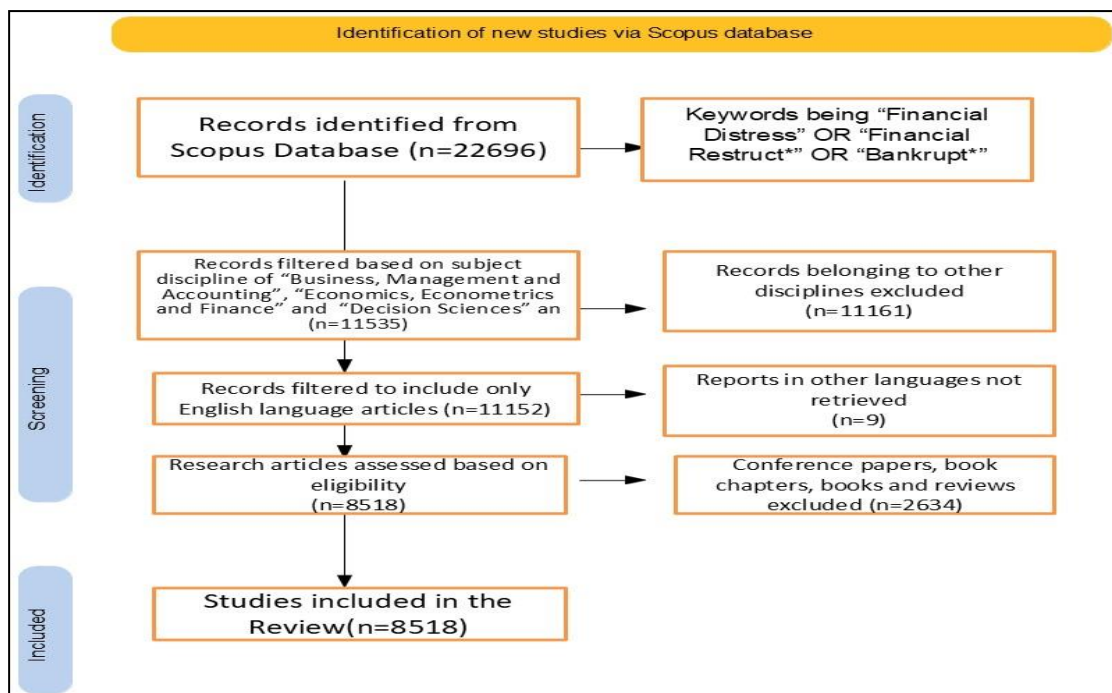 Identification of new studies via Scopus database
Identification
Records identified from
Scopus Database (n=22696)
Keywords being “Financial
Distress” OR “Financial
Restruct*” OR “Bankrupt*”
Screening
Records filtered based on subject
discipline of “Business, Management and
Accounting”, “Economics, Econometrics
and Finance” and “Decision Sciences” an
(n=11535)
Records belonging to other
disciplines excluded
(n=11161)
Records filtered to include only
English language articles (n=11152)
Reports in other languages not
retrieved
(n=9)
Research articles assessed based on
eligibility
(n=8518)
Conference papers, book
chapters, books and reviews
excluded (n=2634)
Included
Studies included in the
Review(n=8518)